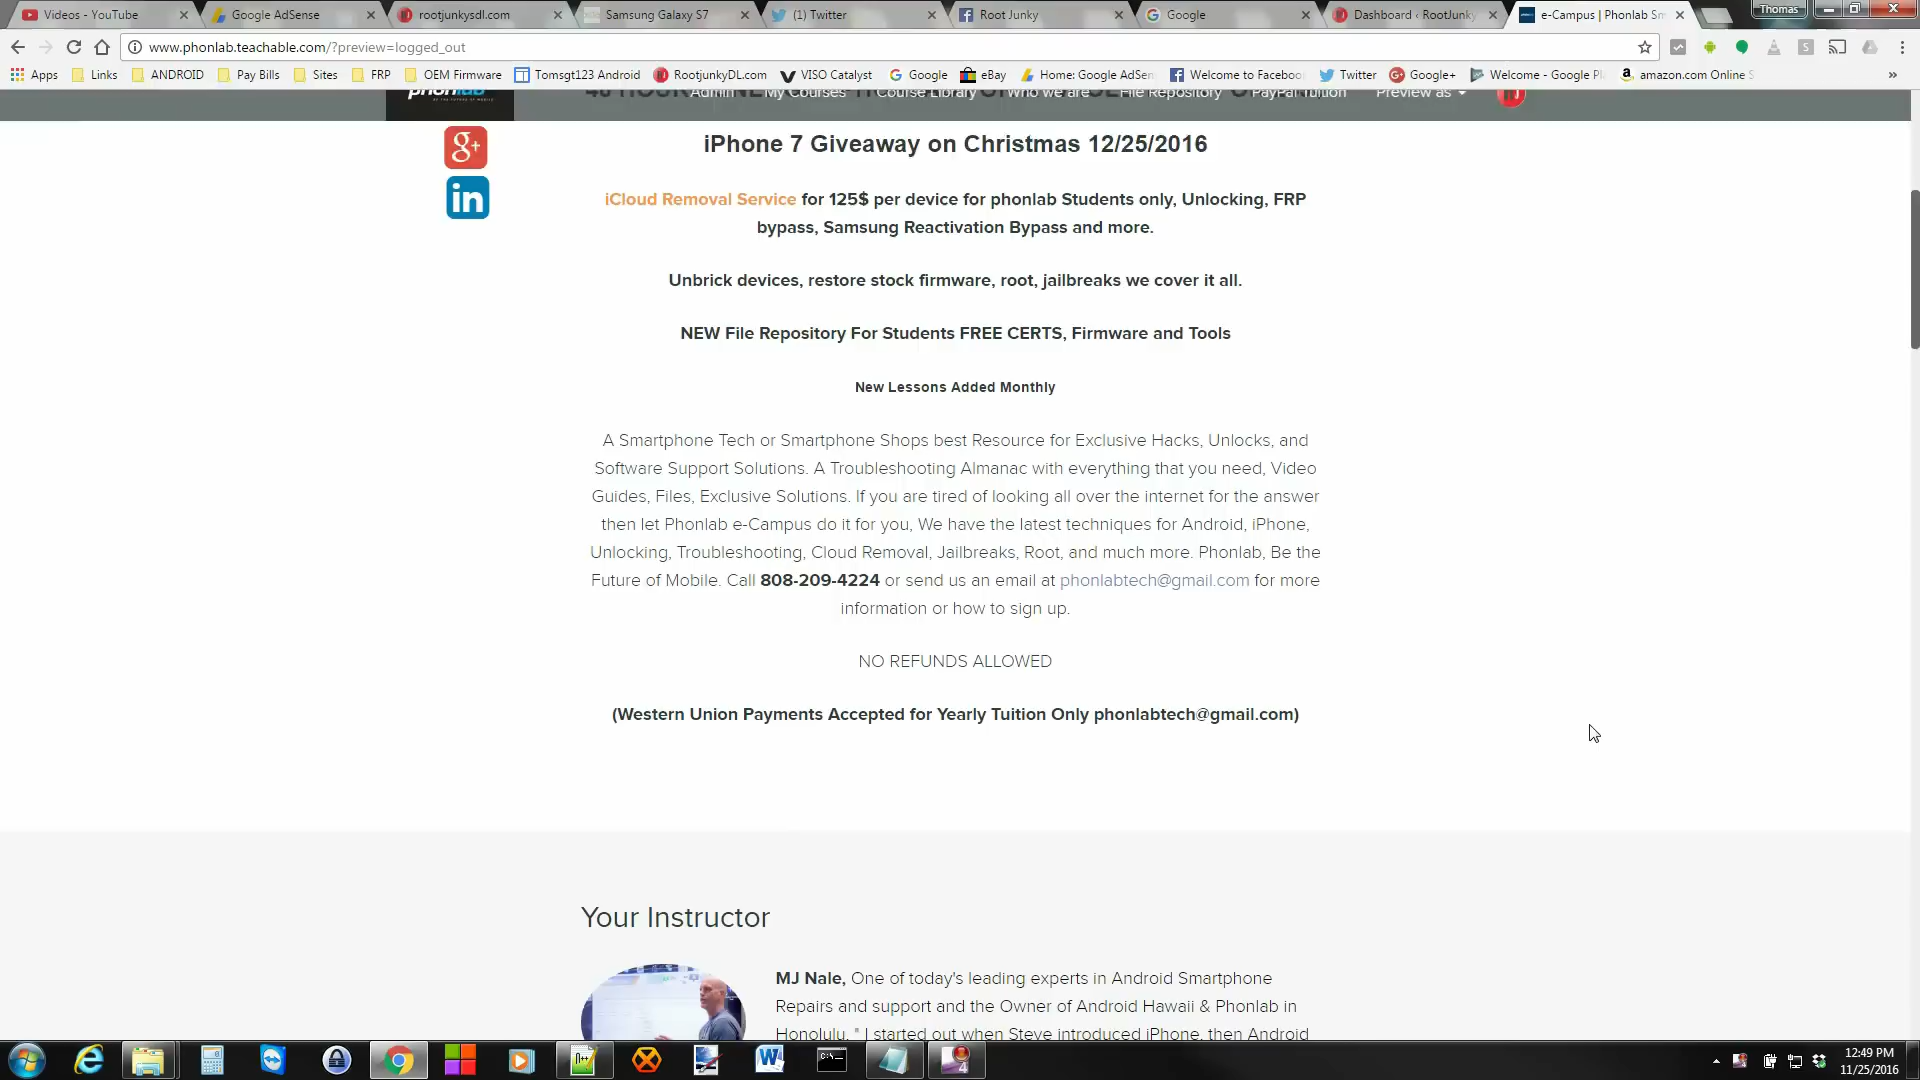 Videos - YouTube
Google AdSense
rootjunkysdl.com
Samsung Galaxy S7
(1) Twitter
Root Junky
Google
Dashboard ‹ RootJunky
e-Campus | Phonlab Sm
Thomas
www.phonlab.teachable.com/?preview=logged_out
Apps
Links
ANDROID
Pay Bills
Sites
FRP
OEM Firmware
Tomsgt123 Android
RootjunkyDL.com
VISO Catalyst
Google
eBay
Home: Google AdSen
Welcome to Faceboo
Twitter
Google+
Welcome - Google Pl
amazon.com Online S
phonlab
Admin
My Courses
Course Library
Who we are
File Repository
PayPal Tuition
Preview as
iPhone 7 Giveaway on Christmas 12/25/2016
iCloud Removal Service for 125$ per device for phonlab Students only, Unlocking, FRP
bypass, Samsung Reactivation Bypass and more.
Unbrick devices, restore stock firmware, root, jailbreaks we cover it all.
NEW File Repository For Students FREE CERTS, Firmware and Tools
New Lessons Added Monthly
A Smartphone Tech or Smartphone Shops best Resource for Exclusive Hacks, Unlocks, and
Software Support Solutions. A Troubleshooting Almanac with everything that you need, Video
Guides, Files, Exclusive Solutions. If you are tired of looking all over the internet for the answer
then let Phonlab e-Campus do it for you, We have the latest techniques for Android, iPhone,
Unlocking, Troubleshooting, Cloud Removal, Jailbreaks, Root, and much more. Phonlab, Be the
Future of Mobile. Call 808-209-4224 or send us an email at phonlabtech@gmail.com for more
information or how to sign up.
NO REFUNDS ALLOWED
(Western Union Payments Accepted for Yearly Tuition Only phonlabtech@gmail.com)
Your Instructor
MJ Nale, One of today's leading experts in Android Smartphone
Repairs and support and the Owner of Android Hawaii & Phonlab in
Honolulu. " I started out when Steve introduced iPhone, then Android
12:49 PM
11/25/2016